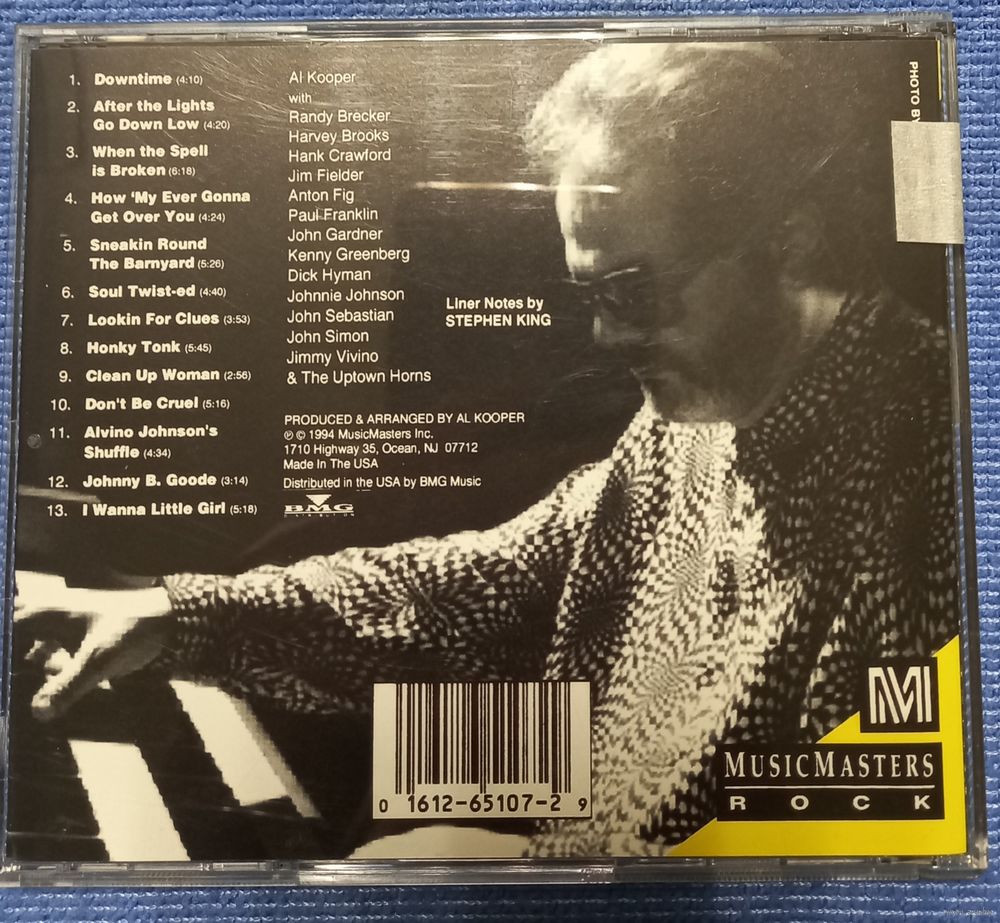 1. Downtime (4:10)
2. After the Lights
Go Down Low (4:20)
3. When the Spell
is Broken (6:18)
4. How 'My Ever Gonna
Get Over You (4:24)
5. Sneakin Round
The Barnyard (5:26)
6. Soul Twist-ed (4:40)
7. Lookin For Clues (3:53)
8. Honky Tonk (5:45)
9. Clean Up Woman (2:56)
10. Don't Be Cruel (5:16)
11. Alvino Johnson's
Shuffle (4:34)
12. Johnny B. Goode (3:14)
13. I Wanna Little Girl (5:18)
Al Kooper
with
Randy Brecker
Harvey Brooks
Hank Crawford
Jim Fielder
Anton Fig
Paul Franklin
John Gardner
Kenny Greenberg
Dick Hyman
Johnnie Johnson
John Sebastian
John Simon
Jimmy Vivino
& The Uptown Horns
PRODUCED & ARRANGED BY AL KOOPER
℗ © 1994 MusicMasters Inc.
1710 Highway 35, Ocean, NJ 07712
Made In The USA
Distributed in the USA by BMG Music
BMG
DISTRIBUTION
Liner Notes by
STEPHEN KING
PHOTO BY
MM
MUSICMASTERS
ROCK
0 1612-65107-2 9